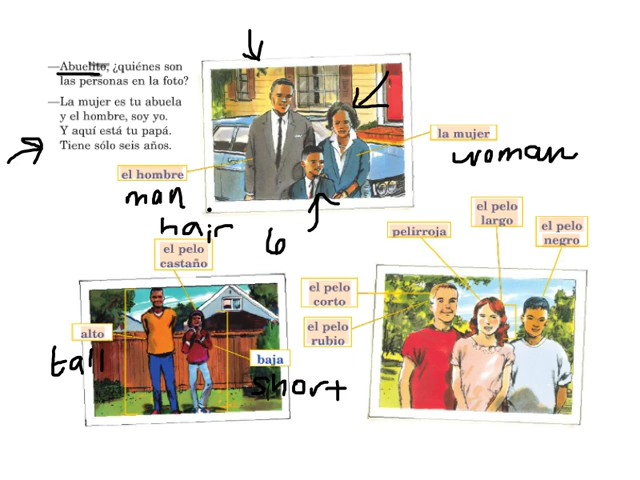 —Abuelito, ¿quiénes son
las personas en la foto?
—La mujer es tu abuela
y el hombre, soy yo.
Y aquí está tu papá.
Tiene sólo seis años.
la mujer
woman
el hombre
man
hair
6
el pelo
castaño
alto
tall
baja
short
pelirroja
el pelo
largo
el pelo
negro
el pelo
corto
el pelo
rubio